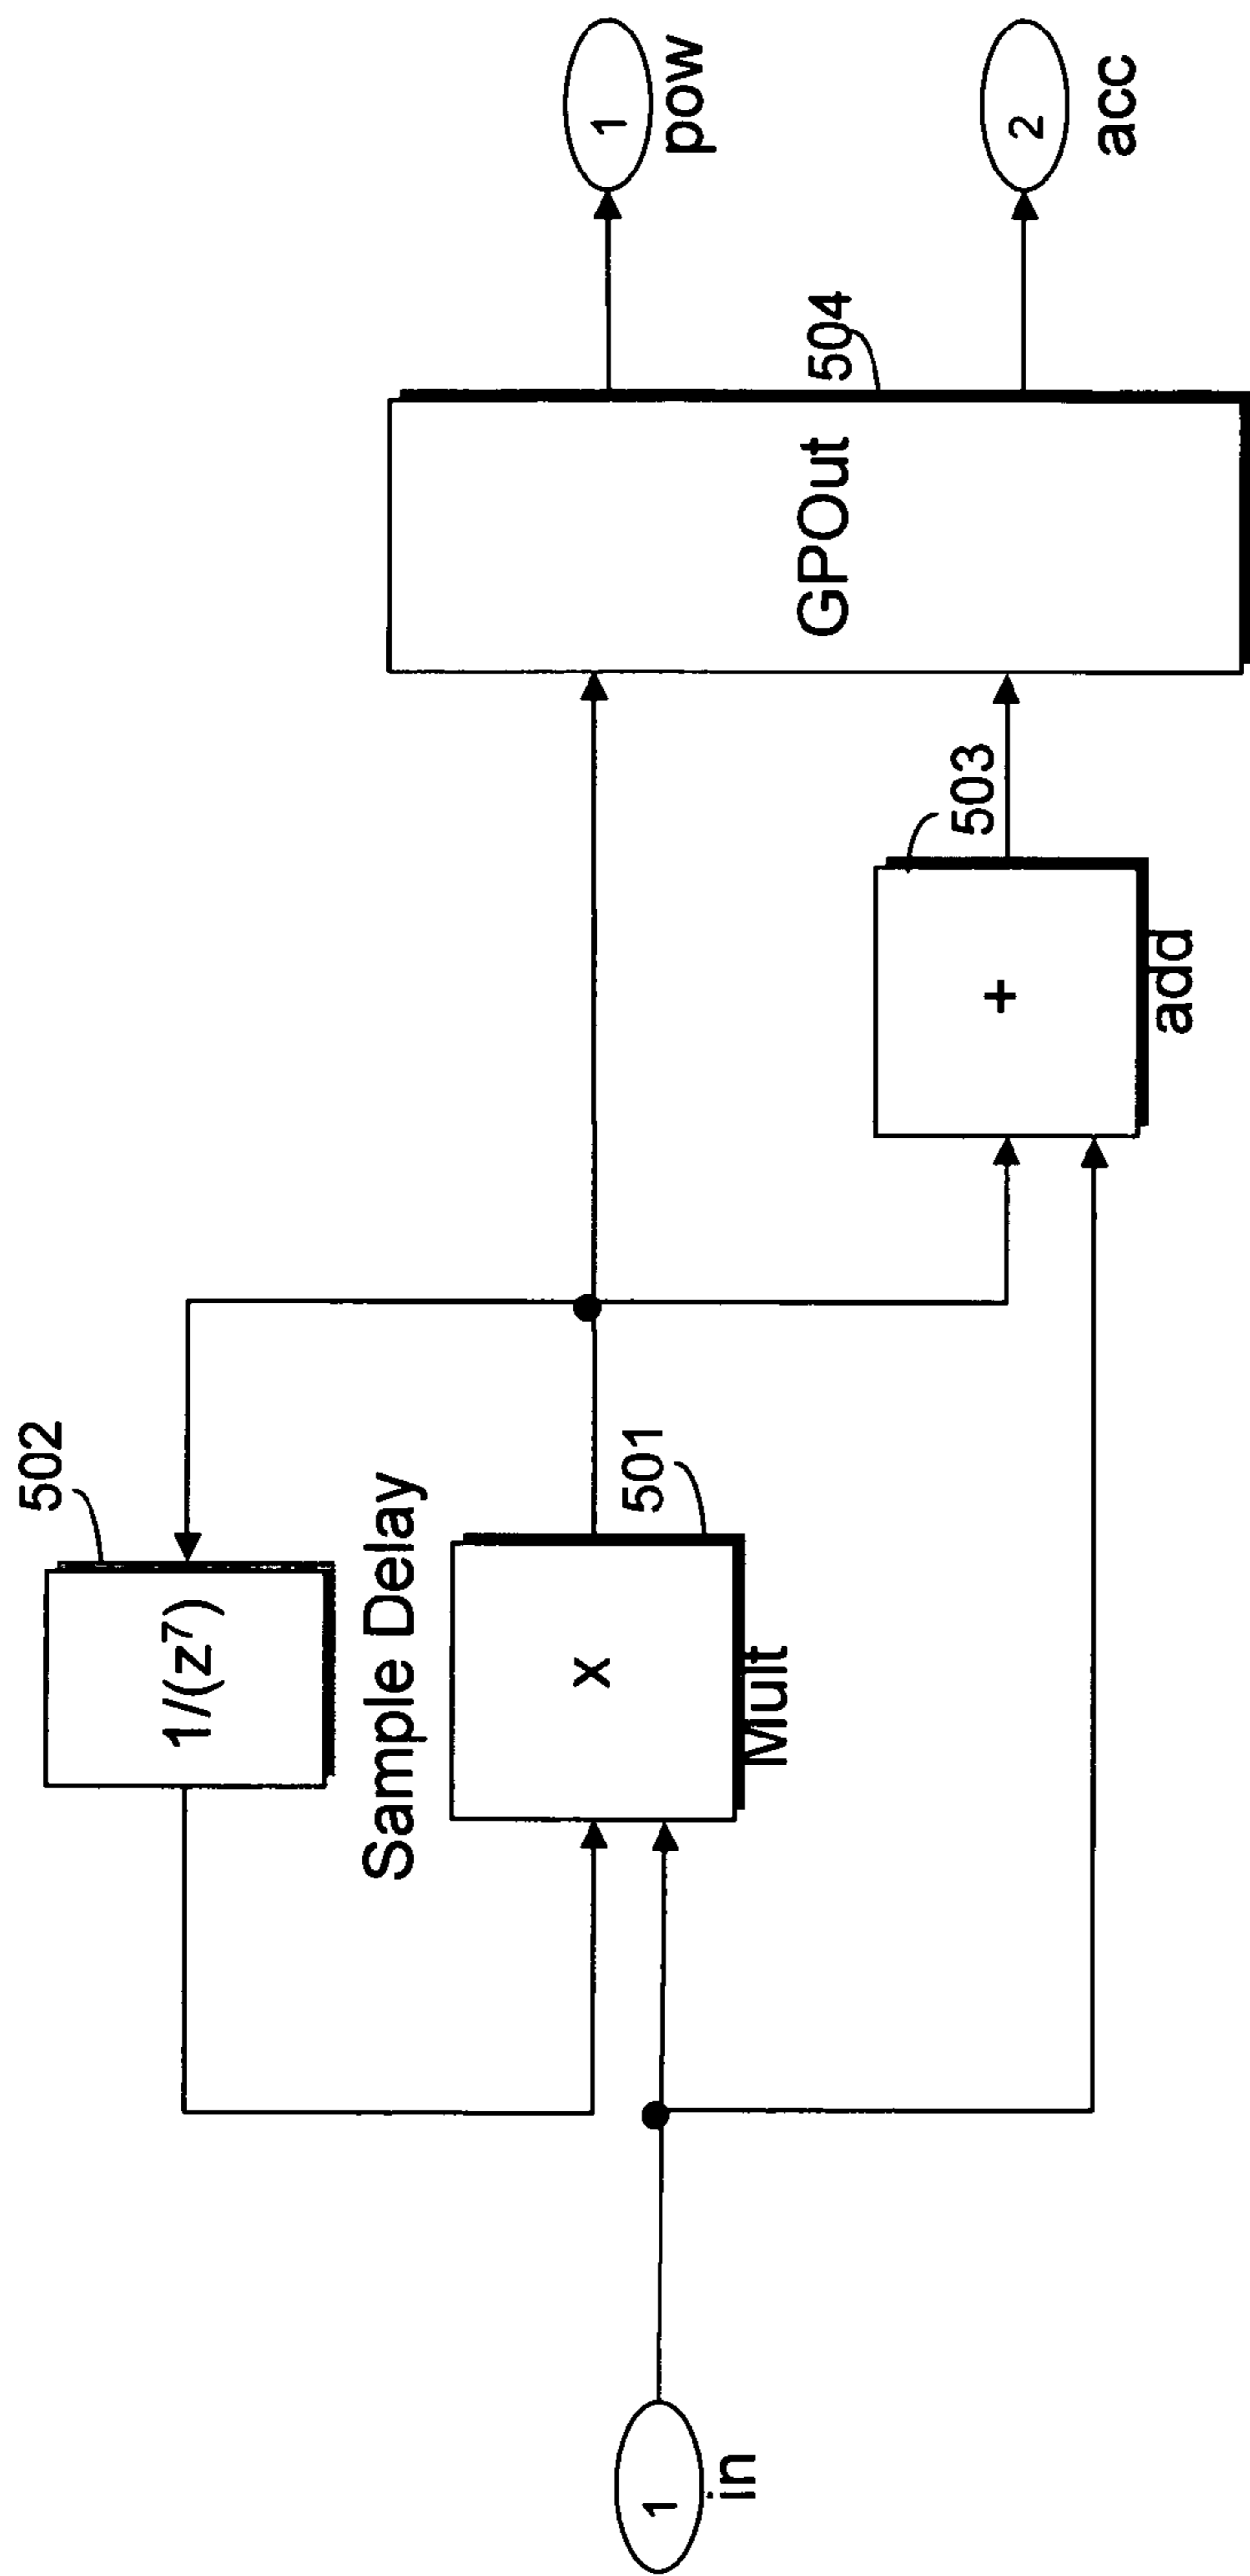 502
1/(z⁷)
Sample Delay
501
x
Mult
1
in
503
+
add
504
GPOut
1
pow
2
acc